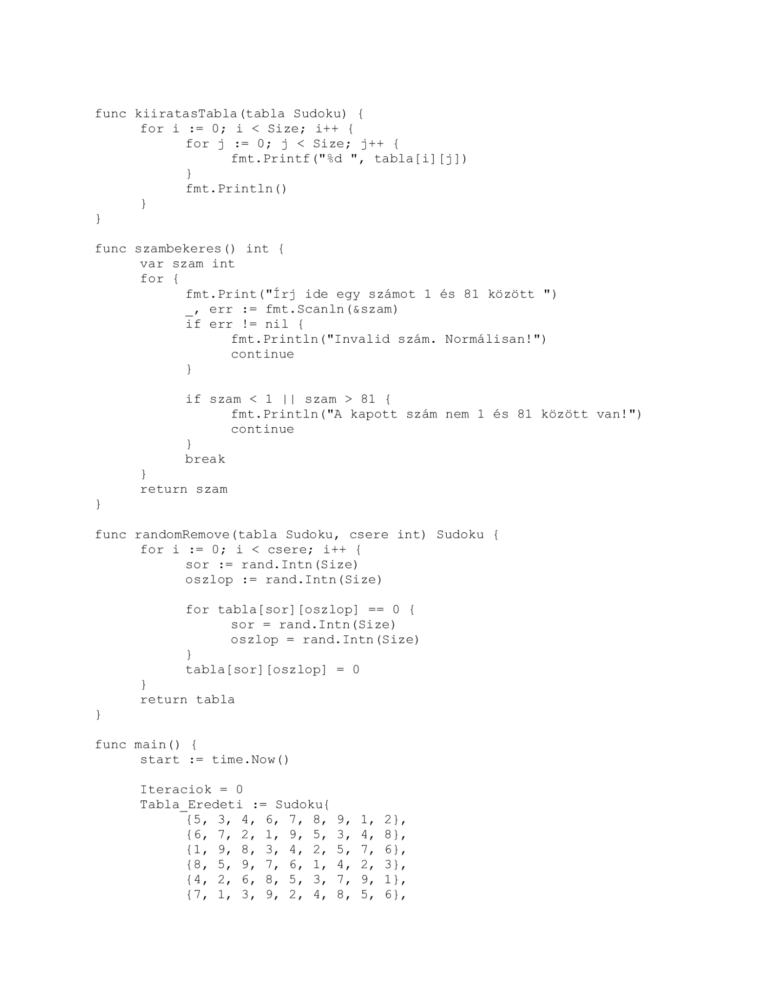 func kiiratasTabla(tabla Sudoku) {
for i := 0; i < Size; i++ {
for j := 0; j < Size; j++ {
fmt.Printf("%d ", tabla[i][j])
}
fmt.Println()
}
}
func szambekeres() int {
var szam int
for {
fmt.Print("Írj ide egy számot 1 és 81 között ")
_, err := fmt.Scanln(&szam)
if err != nil {
fmt.Println("Invalid szám. Normálisan!")
continue
}
if szam < 1 || szam > 81 {
fmt.Println("A kapott szám nem 1 és 81 között van!")
continue
}
break
}
return szam
}
func randomRemove(tabla Sudoku, csere int) Sudoku {
for i := 0; i < csere; i++ {
sor := rand.Intn(Size)
oszlop := rand.Intn(Size)
for tabla[sor][oszlop] == 0 {
sor = rand.Intn(Size)
oszlop = rand.Intn(Size)
}
tabla[sor][oszlop] = 0
}
return tabla
}
func main() {
start := time.Now()
Iteraciok = 0
Tabla_Eredeti := Sudoku{
{5, 3, 4, 6, 7, 8, 9, 1, 2},
{6, 7, 2, 1, 9, 5, 3, 4, 8},
{1, 9, 8, 3, 4, 2, 5, 7, 6},
{8, 5, 9, 7, 6, 1, 4, 2, 3},
{4, 2, 6, 8, 5, 3, 7, 9, 1},
{7, 1, 3, 9, 2, 4, 8, 5, 6},